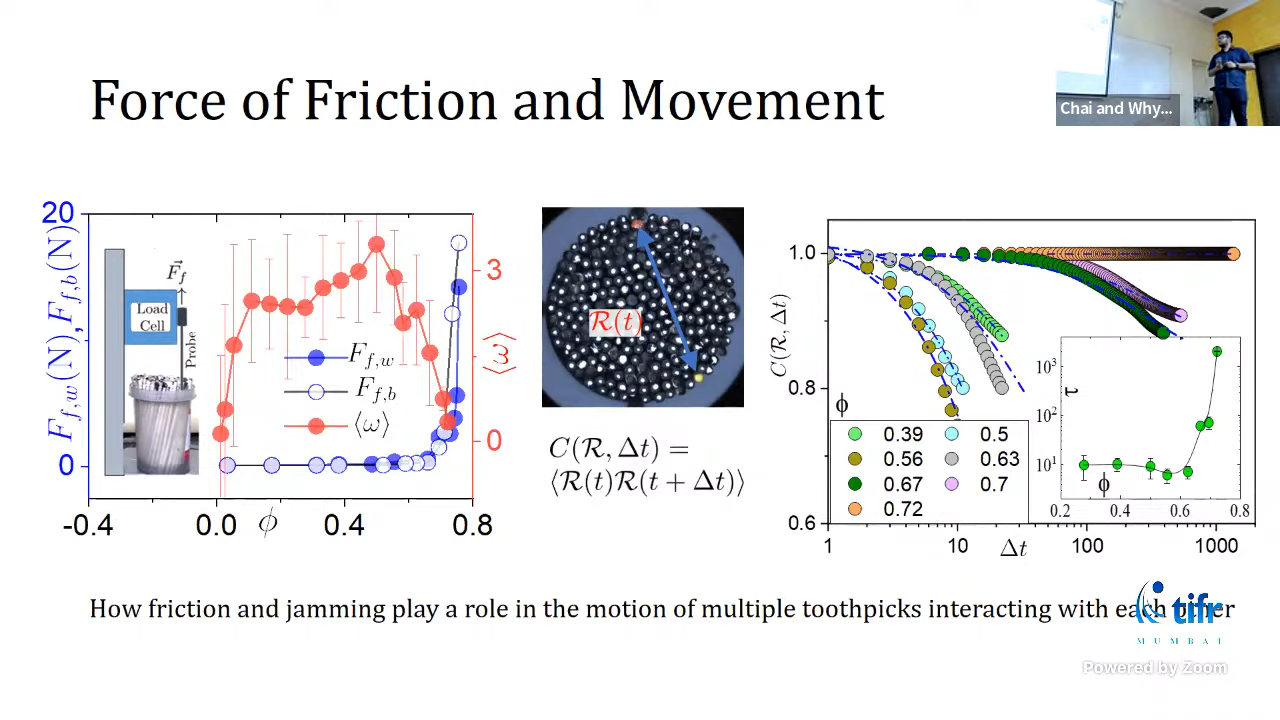 Force of Friction and Movement
Chai and Why...
20
0
F_{f,w}(N), F_{f,b}(N)
-0.4
0.0
ϕ
0.4
0.8
3
0
⟨ω⟩
F_f
Load
Cell
Probe
F_{f,w}
F_{f,b}
⟨ω⟩
R(t)
C(R, Δt) =
⟨R(t)R(t + Δt)⟩
C(R, Δt)
1.0
0.8
0.6
1
10
Δt
100
1000
ϕ
0.39
0.5
0.56
0.63
0.67
0.7
0.72
τ
10³
10²
10¹
ϕ
0.2
0.4
0.6
0.8
How friction and jamming play a role in the motion of multiple toothpicks interacting with each other
tifr
MUMBAI
Powered by Zoom